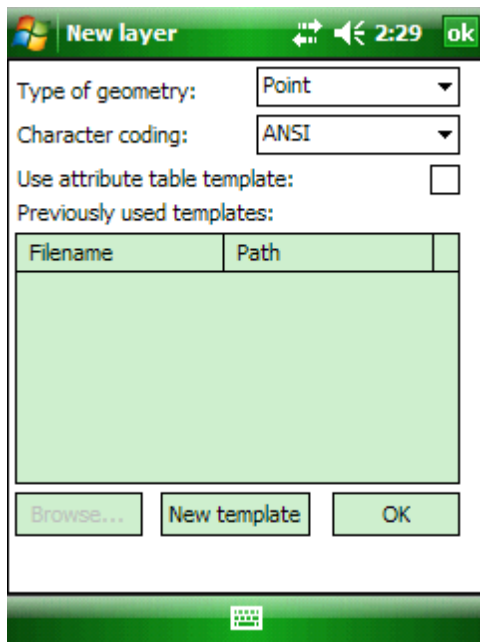 New layer 2:29 ok
Type of geometry: Point
Character coding: ANSI
Use attribute table template:
Previously used templates:
Filename Path
Browse... New template OK